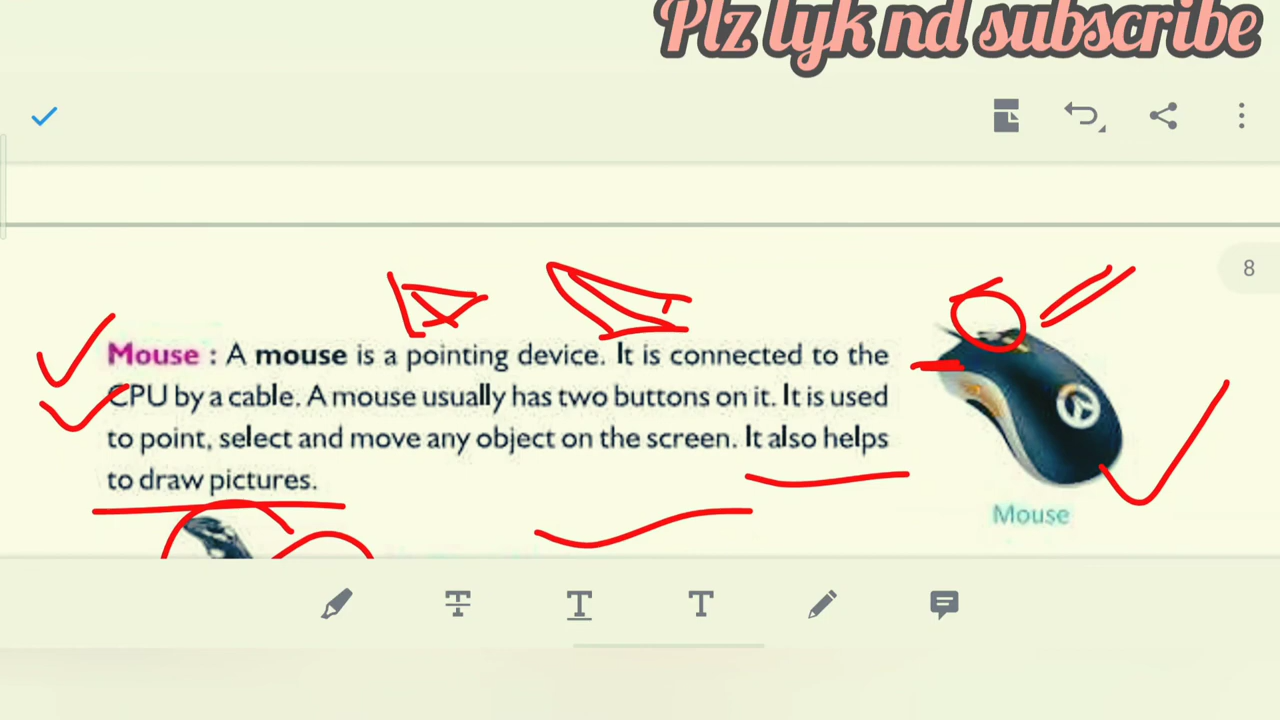 Plz lyk nd subscribe
8
Mouse : A mouse is a pointing device. It is connected to the
CPU by a cable. A mouse usually has two buttons on it. It is used
to point, select and move any object on the screen. It also helps
to draw pictures.
Mouse